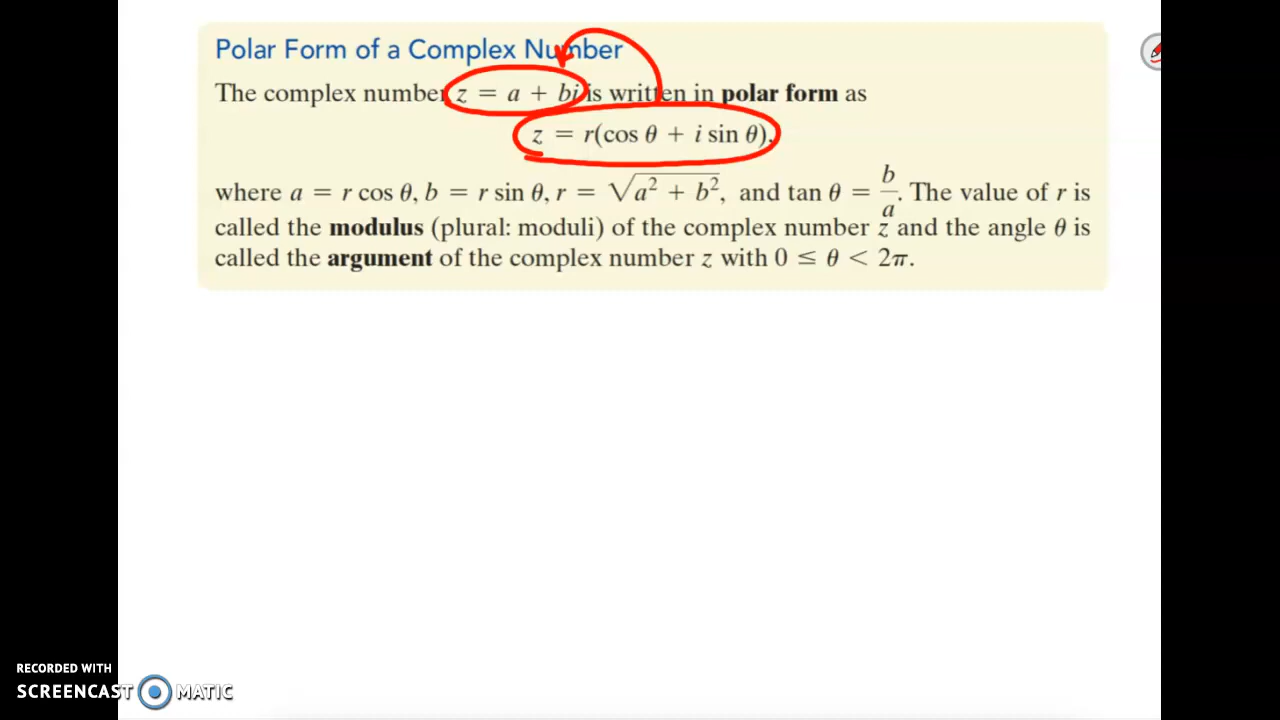 Polar Form of a Complex Number
The complex number z = a + bi is written in polar form as
z = r(cos θ + i sin θ),
where a = r cos θ, b = r sin θ, r = √(a² + b²), and tan θ = b/a. The value of r is
called the modulus (plural: moduli) of the complex number z and the angle θ is
called the argument of the complex number z with 0 ≤ θ < 2π.
RECORDED WITH
SCREENCAST MATIC